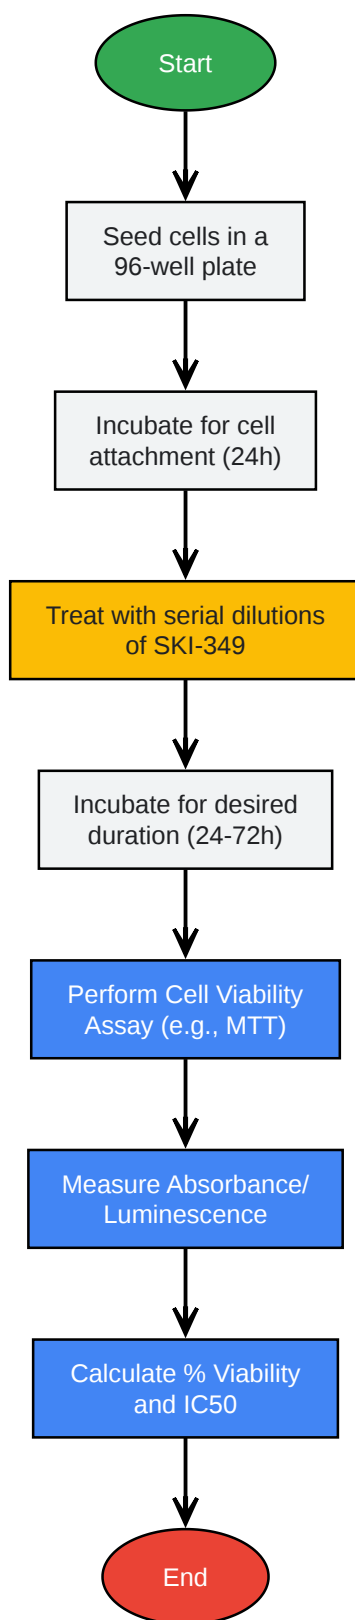 Start
Seed cells in a
96-well plate
Incubate for cell
attachment (24h)
Treat with serial dilutions
of SKI-349
Incubate for desired
duration (24-72h)
Perform Cell Viability
Assay (e.g., MTT)
Measure Absorbance/
Luminescence
Calculate % Viability
and IC50
End